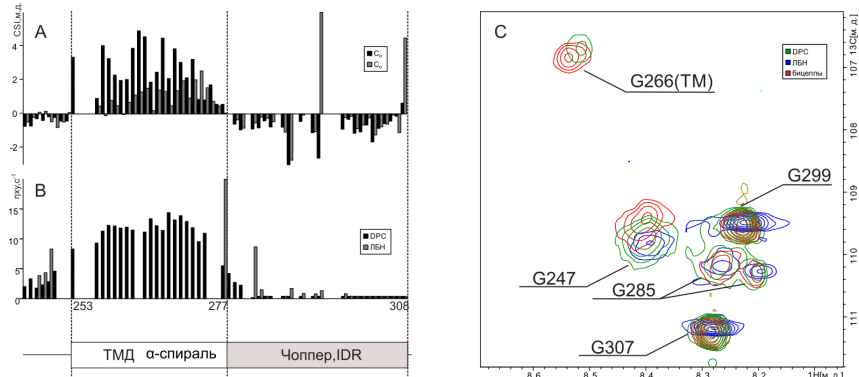 A
CSI,м.д.
4
2
0
-2
Cα
B
ηxy,с⁻¹
15
10
5
0
DPC
ЛБН
253
277
308
ТМД α-спираль
Чоппер,IDR
C
DPC
ЛБН
бицеллы
G266(TM)
G299
G247
G285
G307
13C[м. д.]
107
108
109
110
111
8.6
8.5
8.4
8.3
8.2
1H[м. д.]